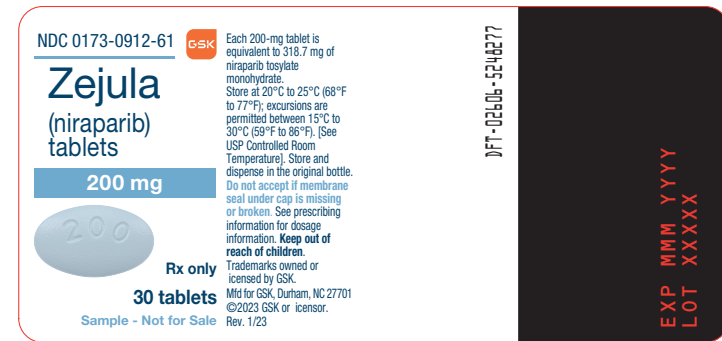 NDC 0173-0912-61
GSK
Zejula
(niraparib)
tablets
200 mg
200
Rx only
30 tablets
Sample - Not for Sale
Each 200-mg tablet is
equivalent to 318.7 mg of
niraparib tosylate
monohydrate.
Store at 20°C to 25°C (68°F
to 77°F); excursions are
permitted between 15°C to
30°C (59°F to 86°F). [See
USP Controlled Room
Temperature]. Store and
dispense in the original bottle.
Do not accept if membrane
seal under cap is missing
or broken. See prescribing
information for dosage
information. Keep out of
reach of children.
Trademarks owned or
icensed by GSK.
Mfd for GSK, Durham, NC 27701
©2023 GSK or icensor.
Rev. 1/23
DFT-02606-5248277
EXP MMM YYYY
LOT XXXXX